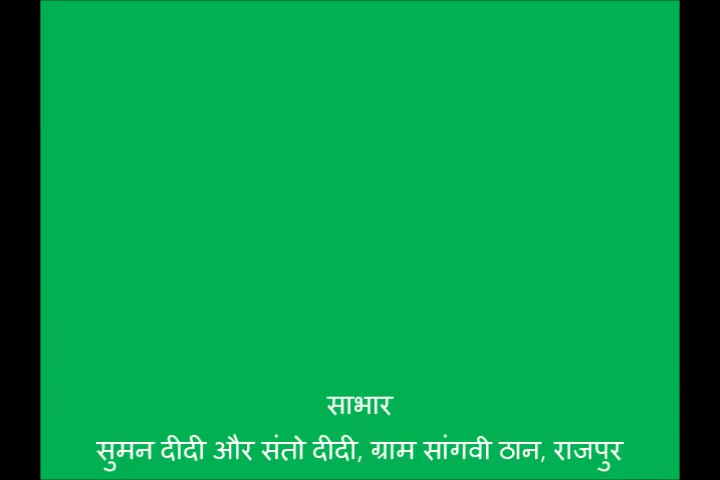 साभार
सुमन दीदी और संतो दीदी, ग्राम सांगवी ठान, राजपुर